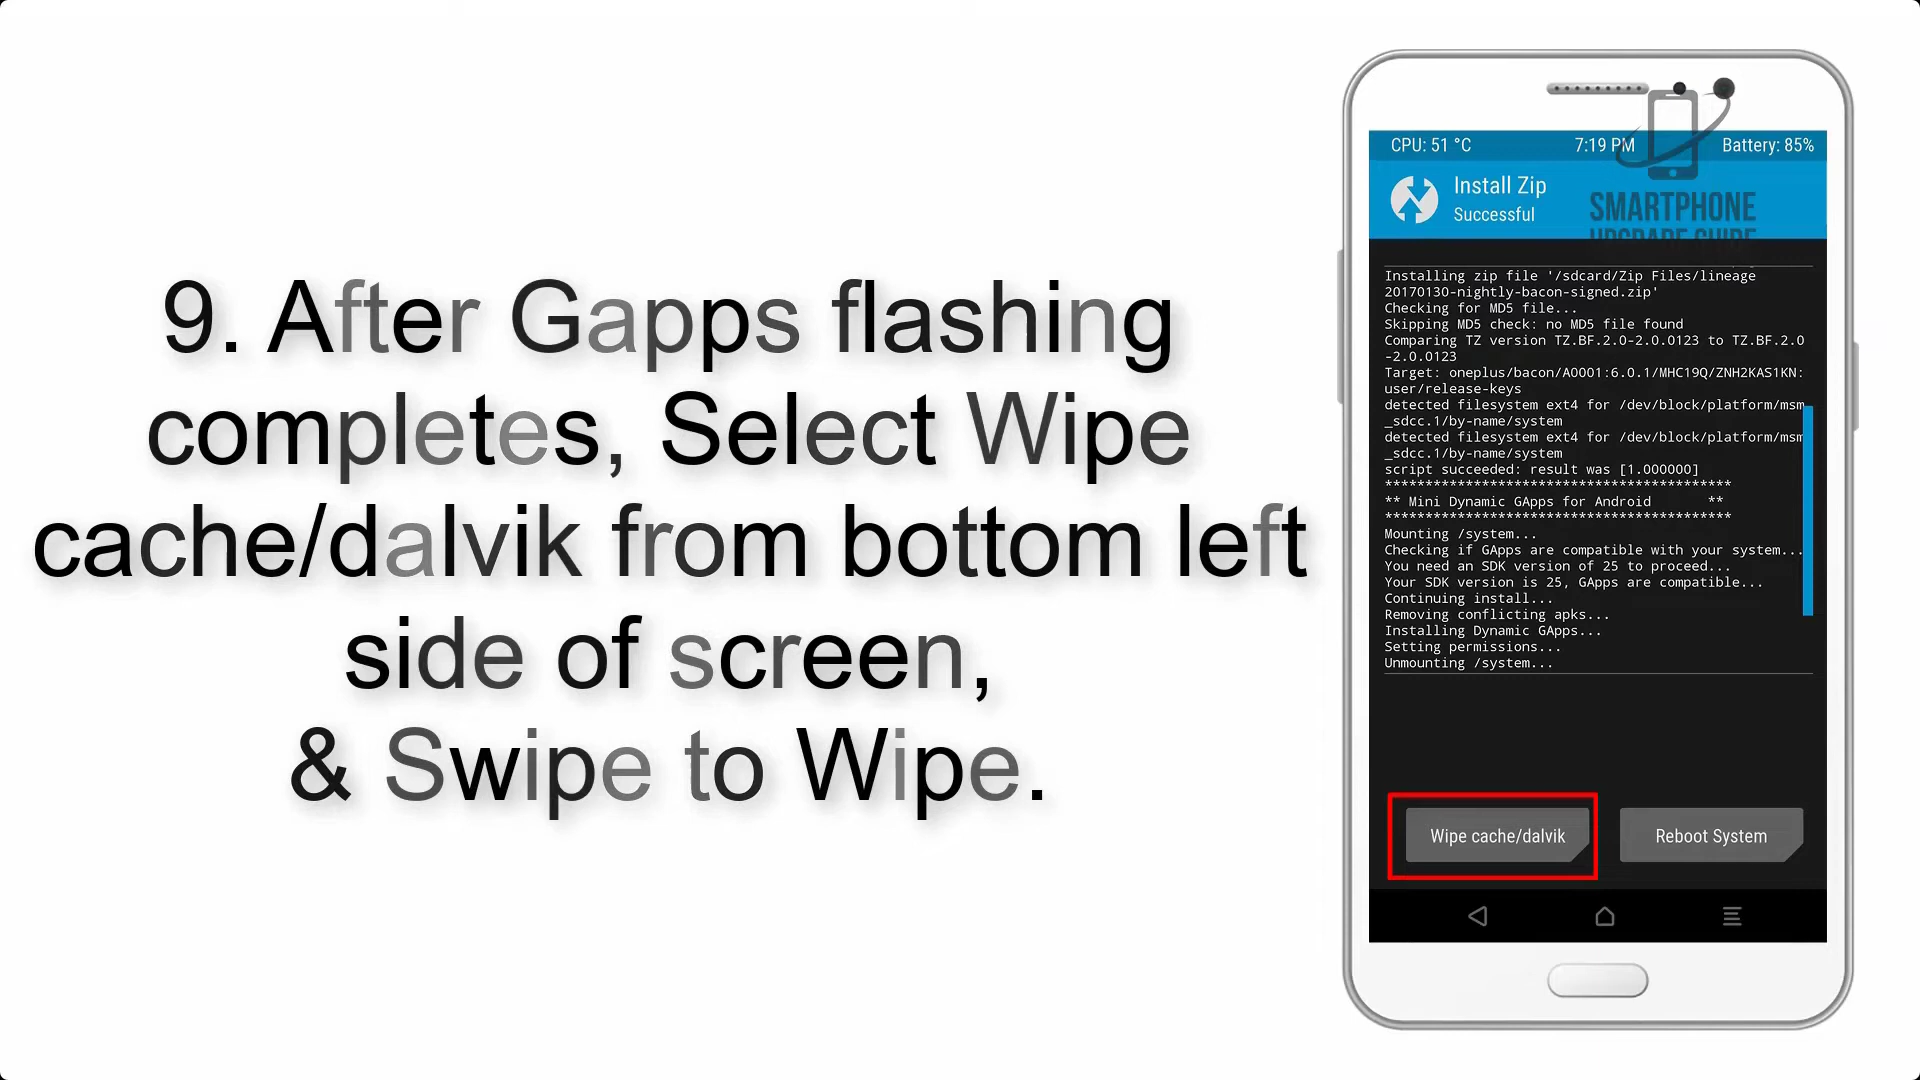 9. After Gapps flashing
completes, Select Wipe
cache/dalvik from bottom left
side of screen,
& Swipe to Wipe.
CPU: 51 °C 7:19 PM Battery: 85%
Install Zip
Successful
SMARTPHONE
UPGRADE GUIDE
Installing zip file '/sdcard/Zip Files/lineage
20170130-nightly-bacon-signed.zip'
Checking for MD5 file...
Skipping MD5 check: no MD5 file found
Comparing TZ version TZ.BF.2.0-2.0.0123 to TZ.BF.2.0
-2.0.0123
Target: oneplus/bacon/A0001:6.0.1/MHC19Q/ZNH2KAS1KN:
user/release-keys
detected filesystem ext4 for /dev/block/platform/msm
_sdcc.1/by-name/system
detected filesystem ext4 for /dev/block/platform/msm
_sdcc.1/by-name/system
script succeeded: result was [1.000000]
*******************************************
** Mini Dynamic GApps for Android **
*******************************************
Mounting /system...
Checking if GApps are compatible with your system...
You need an SDK version of 25 to proceed...
Your SDK version is 25, GApps are compatible...
Continuing install...
Removing conflicting apks...
Installing Dynamic GApps...
Setting permissions...
Unmounting /system...
Wipe cache/dalvik Reboot System